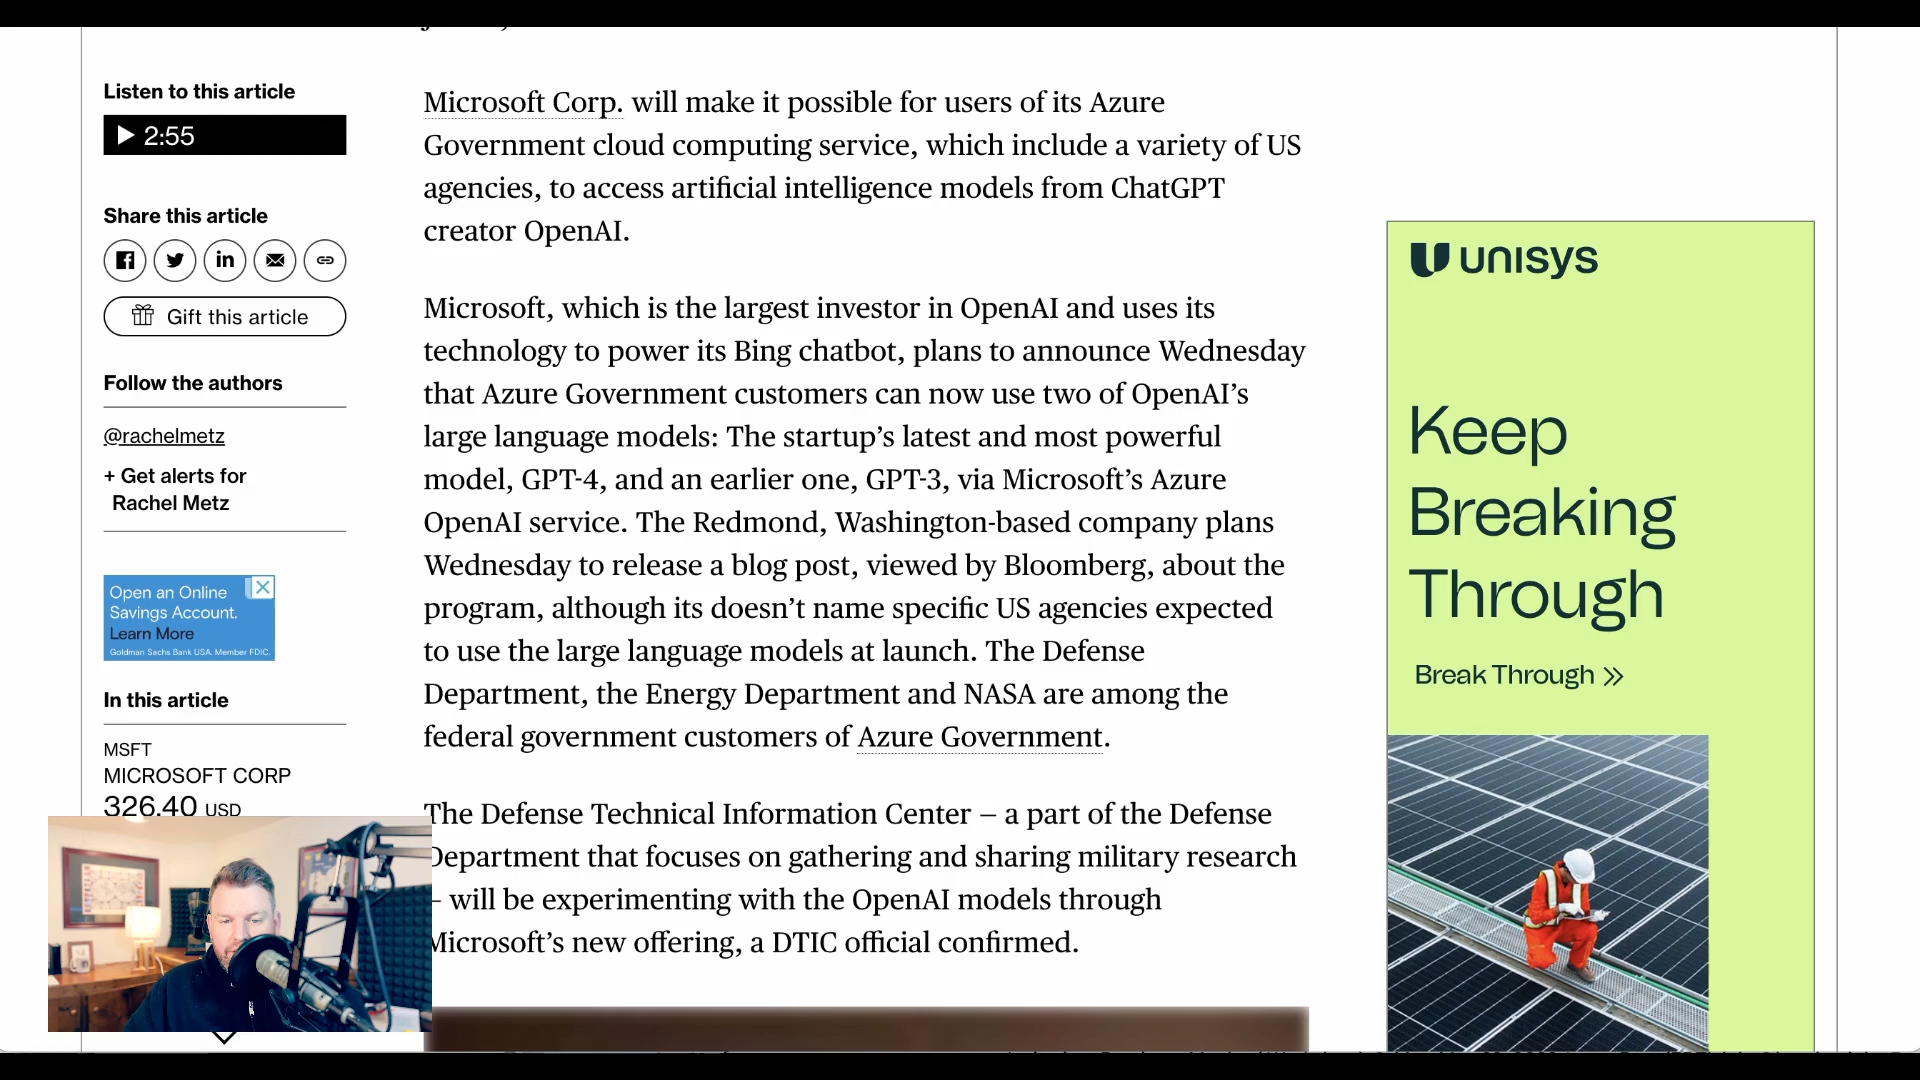 Listen to this article
2:55
Share this article
in
Gift this article
Follow the authors
@rachelmetz
+ Get alerts for
Rachel Metz
Open an Online
Savings Account.
Learn More
Goldman Sachs Bank USA. Member FDIC.
In this article
MSFT
MICROSOFT CORP
326.40 USD
Microsoft Corp. will make it possible for users of its Azure
Government cloud computing service, which include a variety of US
agencies, to access artificial intelligence models from ChatGPT
creator OpenAI.
Microsoft, which is the largest investor in OpenAI and uses its
technology to power its Bing chatbot, plans to announce Wednesday
that Azure Government customers can now use two of OpenAI’s
large language models: The startup’s latest and most powerful
model, GPT-4, and an earlier one, GPT-3, via Microsoft’s Azure
OpenAI service. The Redmond, Washington-based company plans
Wednesday to release a blog post, viewed by Bloomberg, about the
program, although its doesn’t name specific US agencies expected
to use the large language models at launch. The Defense
Department, the Energy Department and NASA are among the
federal government customers of Azure Government.
The Defense Technical Information Center – a part of the Defense
Department that focuses on gathering and sharing military research
– will be experimenting with the OpenAI models through
Microsoft’s new offering, a DTIC official confirmed.
UNISYS
Keep
Breaking
Through
Break Through »